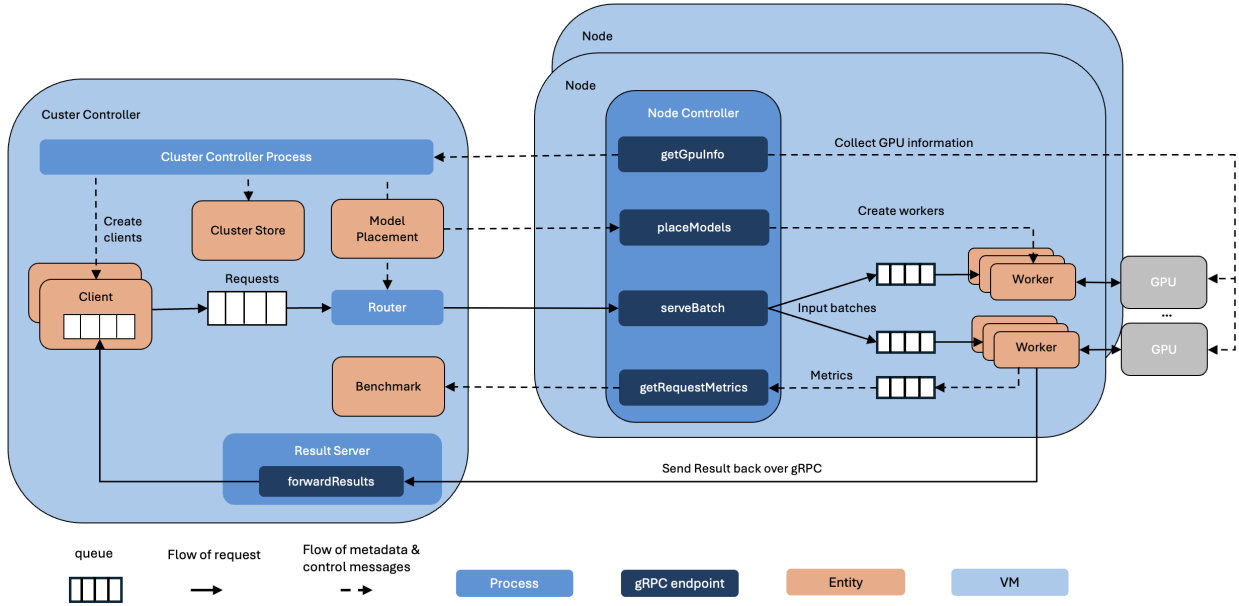 Node
Node
Custer Controller
Node Controller
Cluster Controller Process
getGpuInfo
Collect GPU information
Create
clients
Cluster Store
Model
Placement
placeModels
Create workers
Client
Requests
Router
serveBatch
Input batches
Worker
GPU
...
Worker
GPU
Benchmark
getRequestMetrics
Metrics
Result Server
forwardResults
Send Result back over gRPC
queue
Flow of request
Flow of metadata &
control messages
Process
gRPC endpoint
Entity
VM